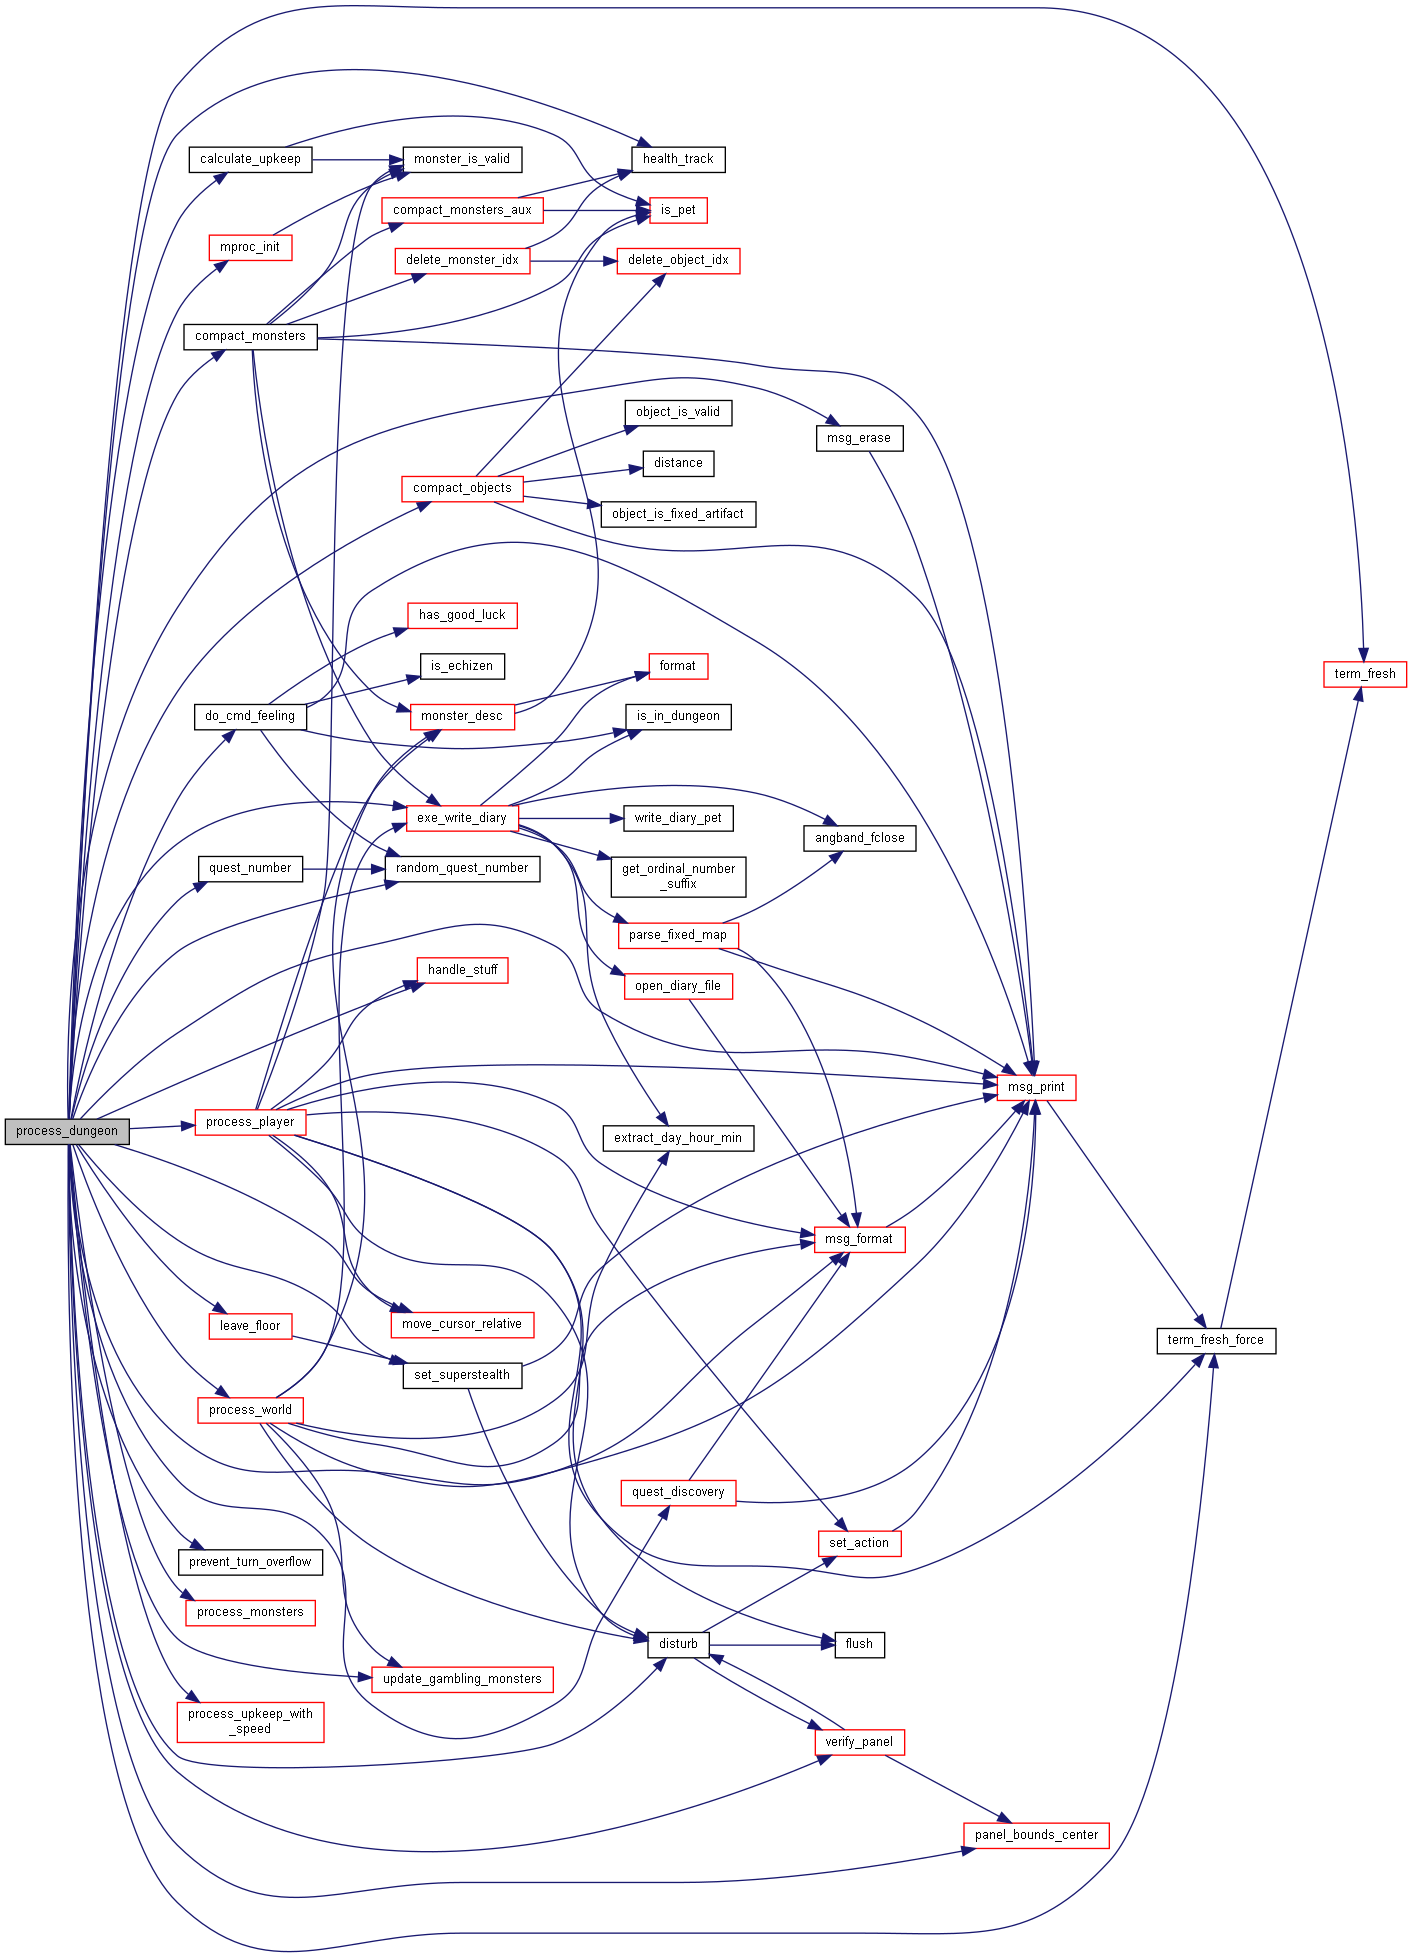 calculate_upkeep
monster_is_valid
health_track
compact_monsters_aux
is_pet
mproc_init
delete_monster_idx
delete_object_idx
compact_monsters
object_is_valid
msg_erase
distance
compact_objects
object_is_fixed_artifact
has_good_luck
is_echizen
format
term_fresh
do_cmd_feeling
monster_desc
is_in_dungeon
exe_write_diary
write_diary_pet
angband_fclose
quest_number
random_quest_number
get_ordinal_number
_suffix
parse_fixed_map
handle_stuff
open_diary_file
msg_print
process_dungeon
process_player
extract_day_hour_min
msg_format
leave_floor
move_cursor_relative
term_fresh_force
set_superstealth
process_world
quest_discovery
set_action
prevent_turn_overflow
process_monsters
disturb
flush
update_gambling_monsters
process_upkeep_with
_speed
verify_panel
panel_bounds_center